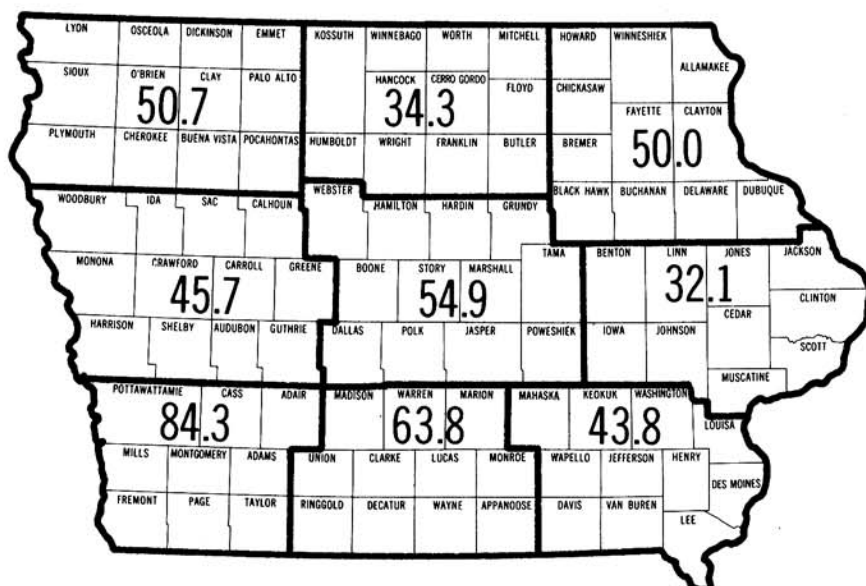 LYON OSCEOLA DICKINSON EMMET KOSSUTH WINNEBAGO WORTH MITCHELL HOWARD WINNESHIEK
ALLAMAKEE
SIOUX O'BRIEN CLAY PALO ALTO HANCOCK CERRO GORDO FLOYD CHICKASAW
50.7 34.3
FAYETTE CLAYTON
50.0
PLYMOUTH CHEROKEE BUENA VISTA POCAHONTAS HUMBOLDT WRIGHT FRANKLIN BUTLER BREMER
WOODBURY IDA SAC CALHOUN WEBSTER HAMILTON HARDIN GRUNDY BLACK HAWK BUCHANAN DELAWARE DUBUQUE
MONONA CRAWFORD CARROLL GREENE BOONE STORY MARSHALL TAMA BENTON LINN JONES JACKSON
45.7 54.9 32.1
CLINTON
CEDAR
HARRISON SHELBY AUDUBON GUTHRIE DALLAS POLK JASPER POWESHIEK IOWA JOHNSON
SCOTT
MUSCATINE
POTTAWATTAMIE CASS ADAIR MADISON WARREN MARION MAHASKA KEOKUK WASHINGTON
84.3 63.8 43.8
LOUISA
MILLS MONTGOMERY ADAMS UNION CLARKE LUCAS MONROE WAPELLO JEFFERSON HENRY
DES MOINES
FREMONT PAGE TAYLOR RINGGOLD DECATUR WAYNE APPANOOSE DAVIS VAN BUREN
LEE